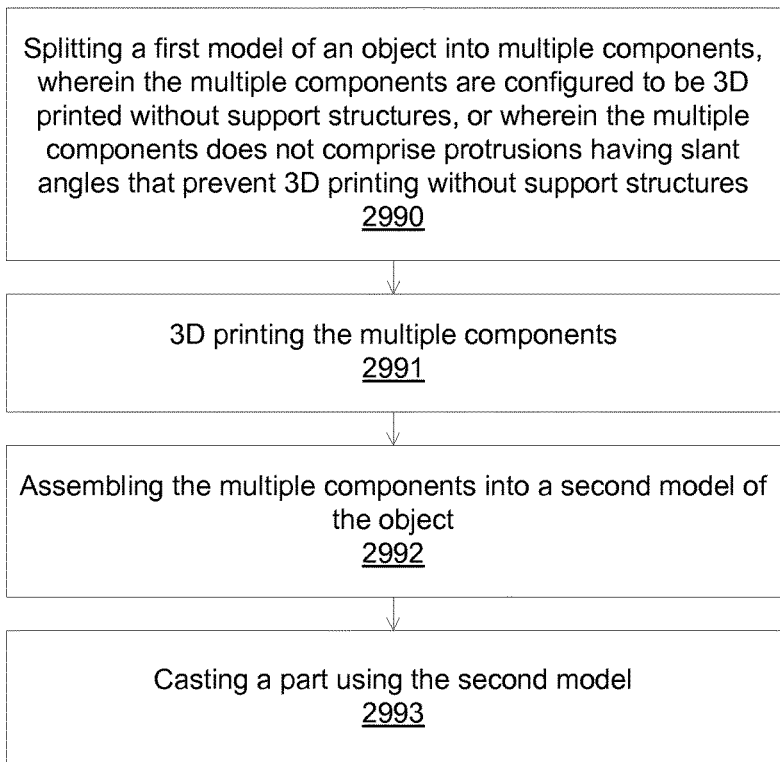 Splitting a first model of an object into multiple components,
wherein the multiple components are configured to be 3D
printed without support structures, or wherein the multiple
components does not comprise protrusions having slant
angles that prevent 3D printing without support structures
2990
3D printing the multiple components
2991
Assembling the multiple components into a second model of
the object
2992
Casting a part using the second model
2993